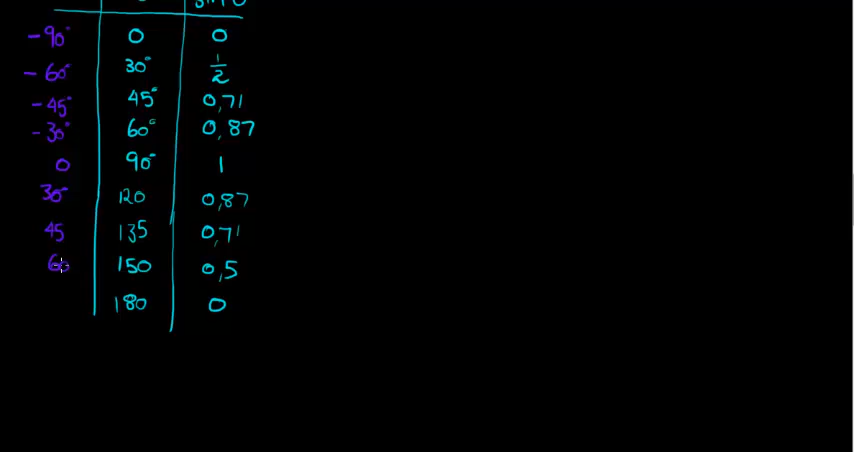 -90° 0 0
-60° 30° 1/2
-45° 45° 0,71
-30° 60° 0,87
0 90° 1
30° 120 0,87
45 135 0,71
60 150 0,5
180 0